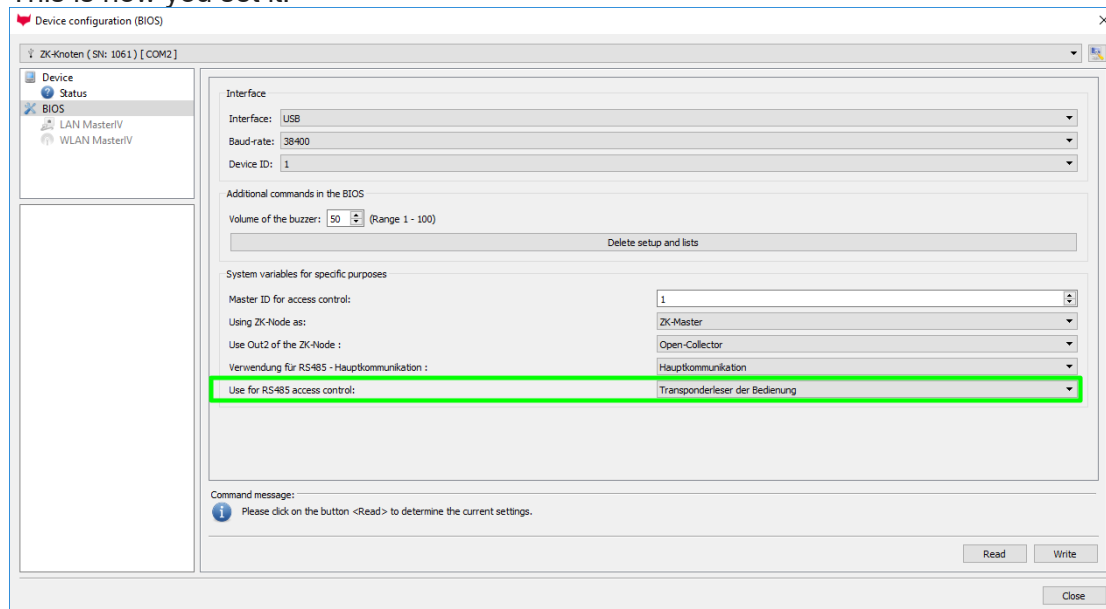 This is how you set it:
Device configuration (BIOS)
ZK-Knoten ( SN: 1061 ) [ COM2 ]
Device
Status
BIOS
LAN MasterIV
WLAN MasterIV
Interface
Interface: USB
Baud-rate: 38400
Device ID: 1
Additional commands in the BIOS
Volume of the buzzer: 50 (Range 1 - 100)
Delete setup and lists
System variables for specific purposes
Master ID for access control: 1
Using ZK-Node as: ZK-Master
Use Out2 of the ZK-Node : Open-Collector
Verwendung für RS485 - Hauptkommunikation : Hauptkommunikation
Use for RS485 access control: Transponderleser der Bedienung
Command message:
Please click on the button <Read> to determine the current settings.
Read Write
Close